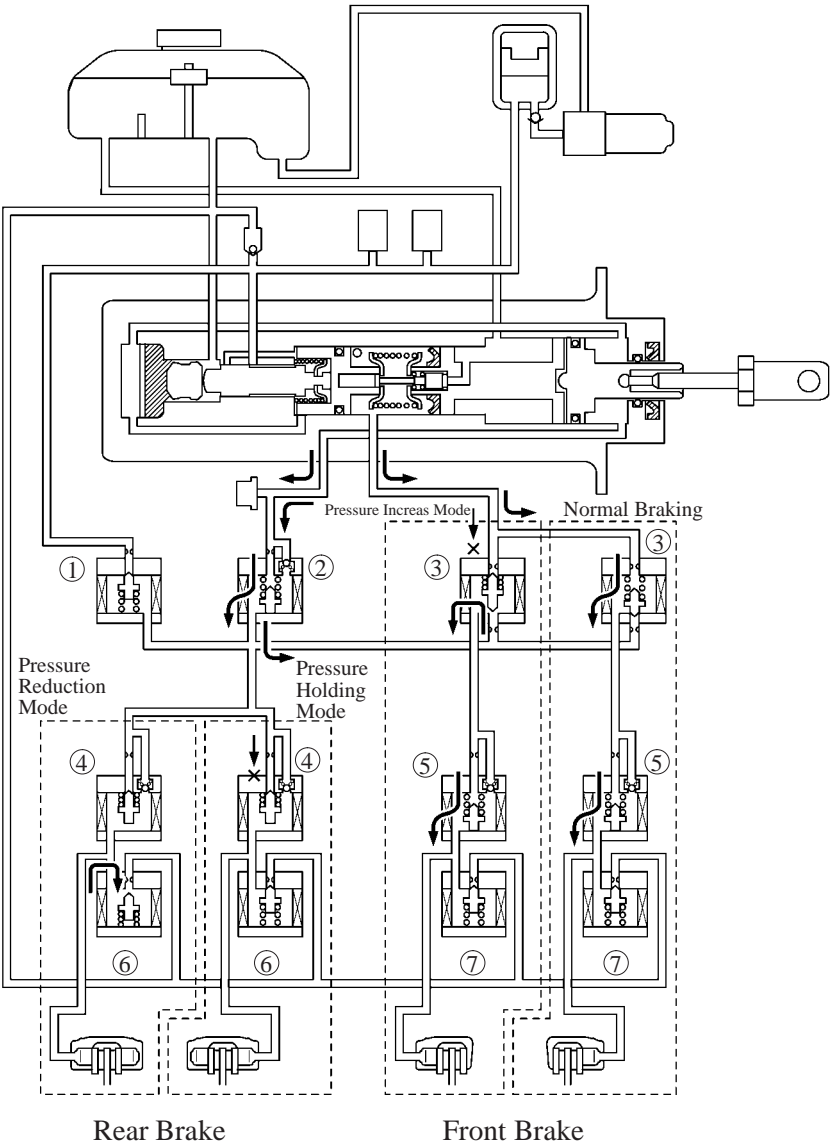 Pressure Increas Mode
Normal Braking
①
②
③
③
Pressure
Reduction
Mode
Pressure
Holding
Mode
④
④
⑤
⑤
⑥
⑥
⑦
⑦
Rear Brake
Front Brake